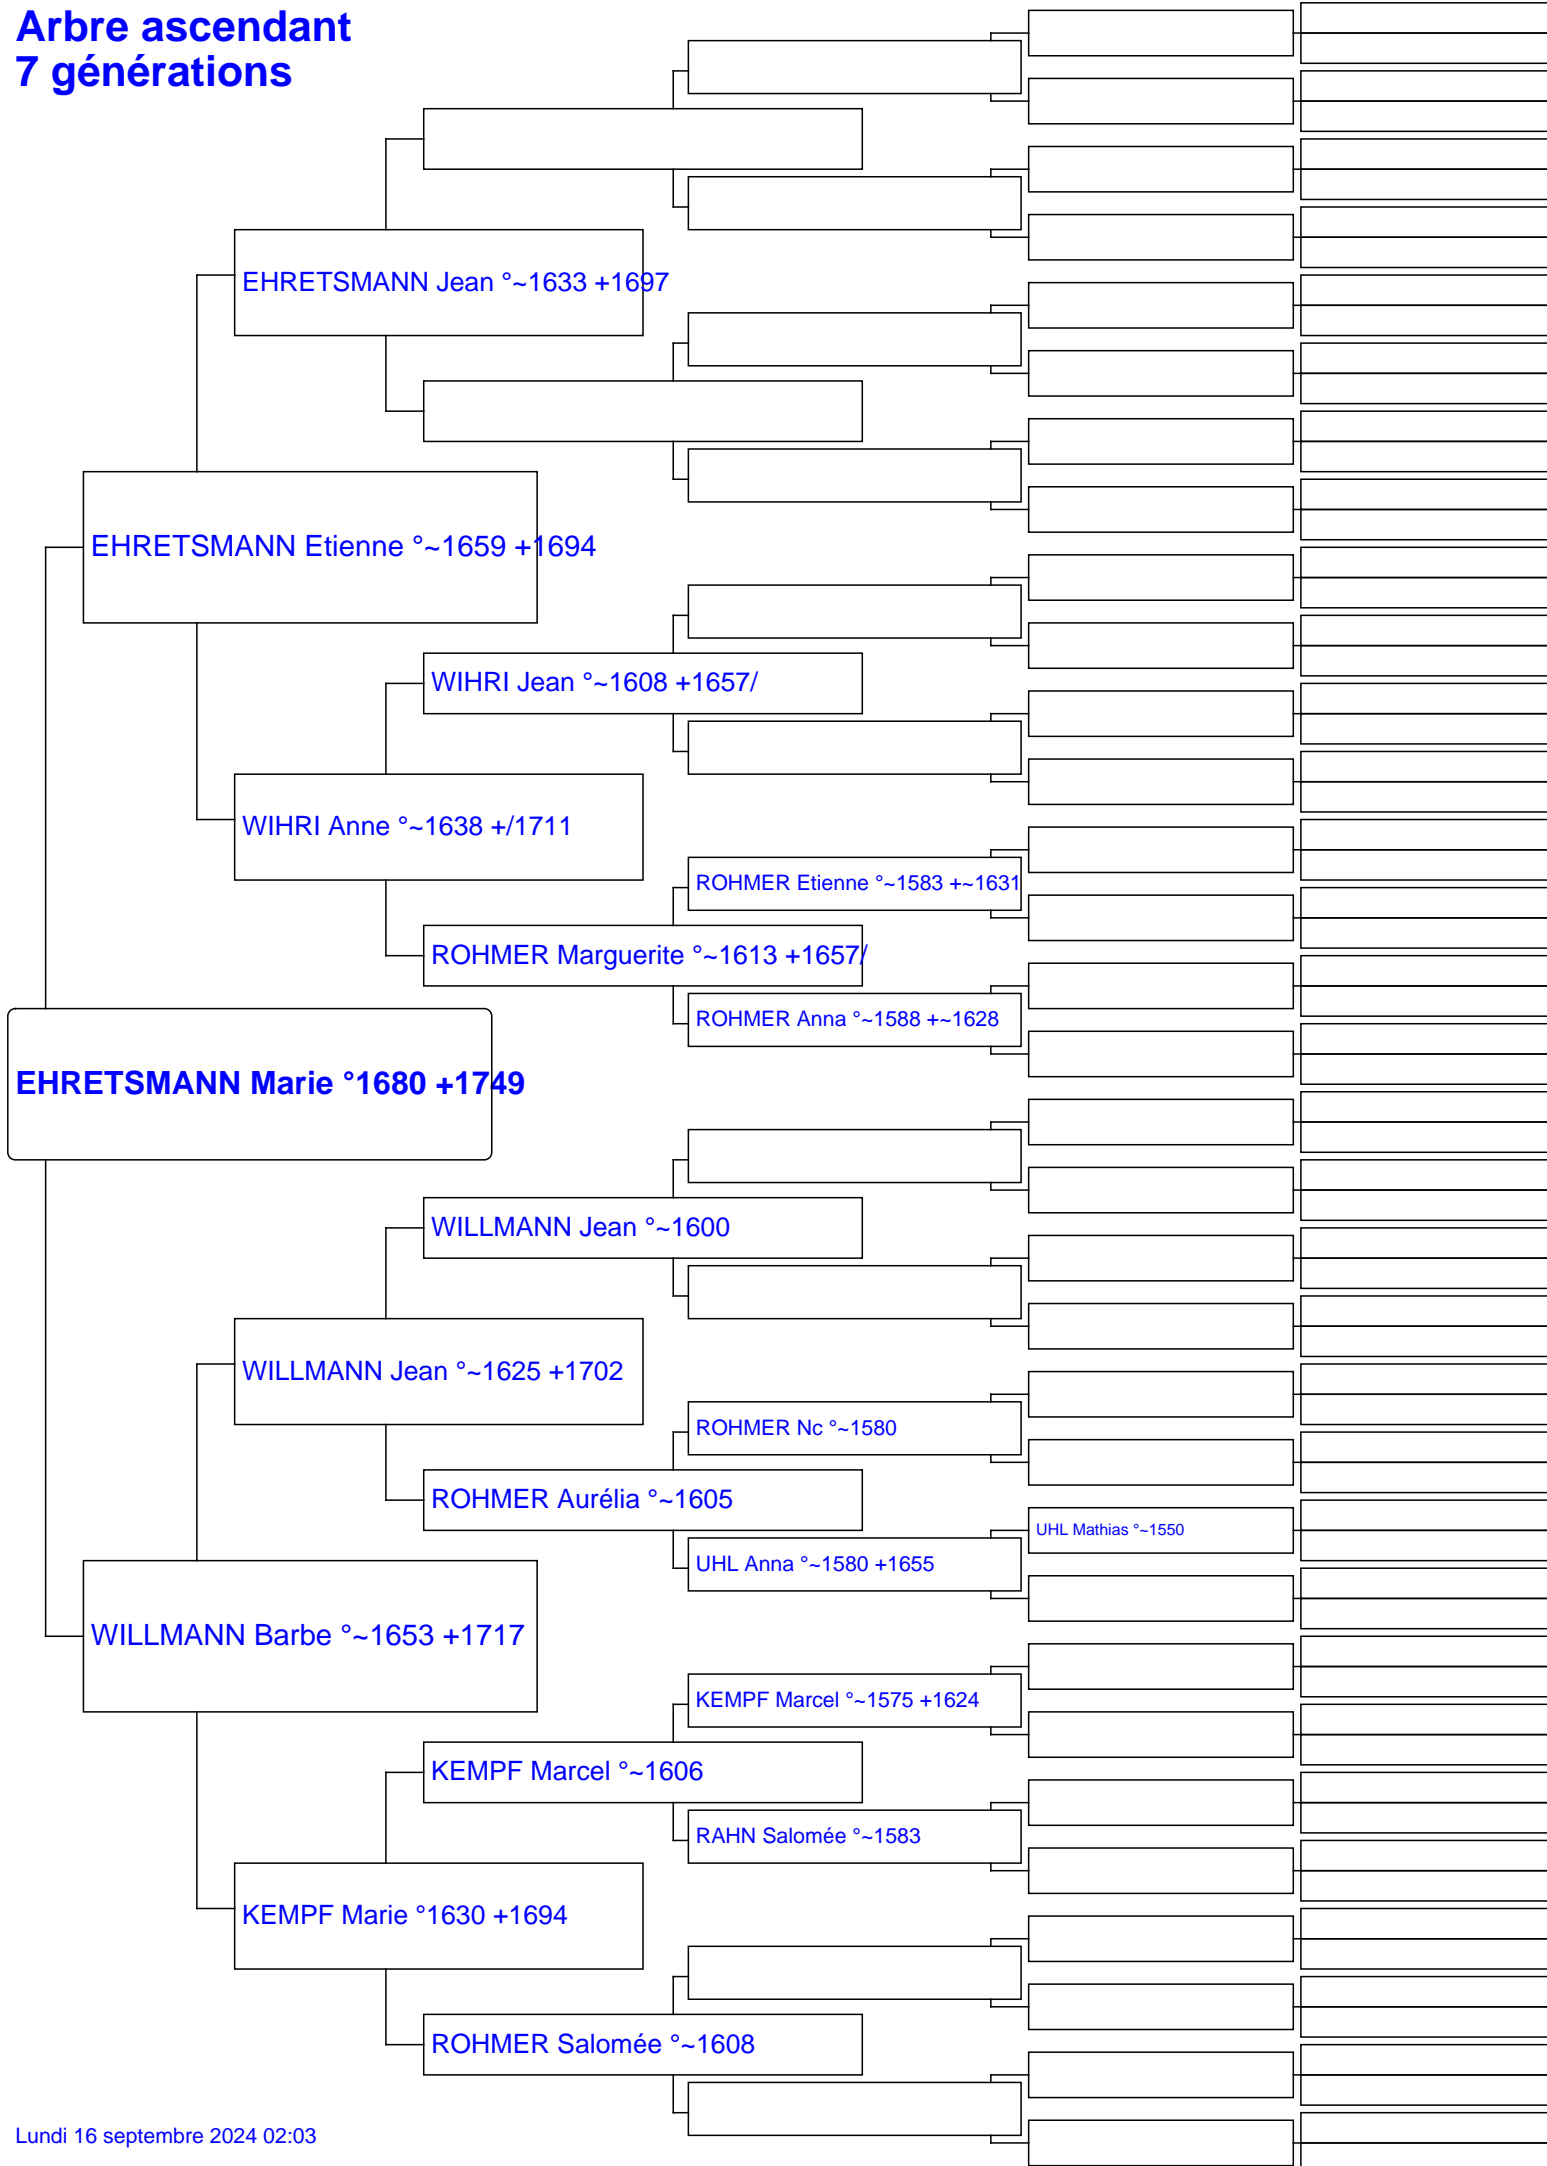 Arbre ascendant
7 générations
EHRETSMANN Jean °~1633 +1697
EHRETSMANN Etienne °~1659 +1694
WIHRI Jean °~1608 +1657/
WIHRI Anne °~1638 +/1711
ROHMER Etienne °~1583 +~1631
ROHMER Marguerite °~1613 +1657/
ROHMER Anna °~1588 +~1628
EHRETSMANN Marie °1680 +1749
WILLMANN Jean °~1600
WILLMANN Jean °~1625 +1702
ROHMER Nc °~1580
ROHMER Aurélia °~1605
UHL Mathias °~1550
UHL Anna °~1580 +1655
WILLMANN Barbe °~1653 +1717
KEMPF Marcel °~1575 +1624
KEMPF Marcel °~1606
RAHN Salomée °~1583
KEMPF Marie °1630 +1694
ROHMER Salomée °~1608
Lundi 16 septembre 2024 02:03